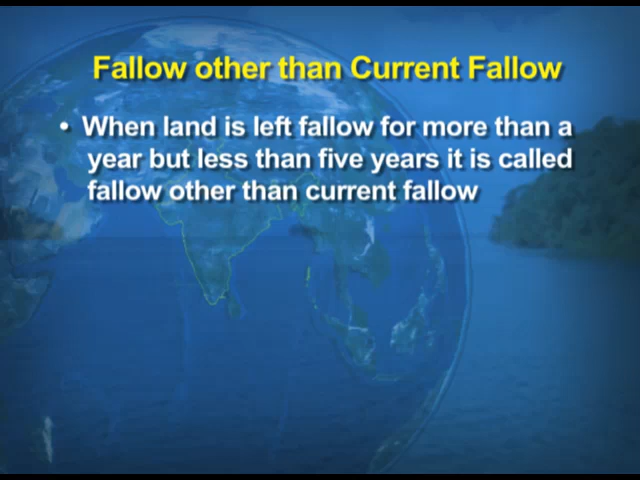 Fallow other than Current Fallow
• When land is left fallow for more than a
year but less than five years it is called
fallow other than current fallow